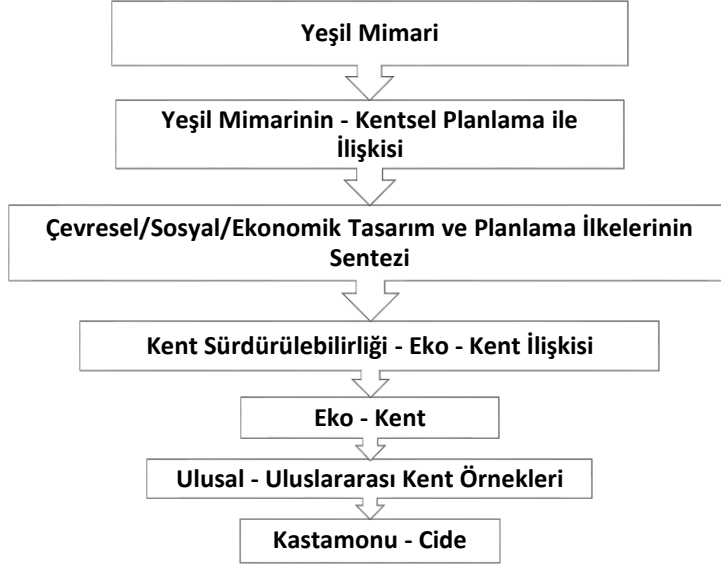 Yeşil Mimari
Yeşil Mimarinin - Kentsel Planlama ile
İlişkisi
Çevresel/Sosyal/Ekonomik Tasarım ve Planlama İlkelerinin
Sentezi
Kent Sürdürülebilirliği - Eko - Kent İlişkisi
Eko - Kent
Ulusal - Uluslararası Kent Örnekleri
Kastamonu - Cide